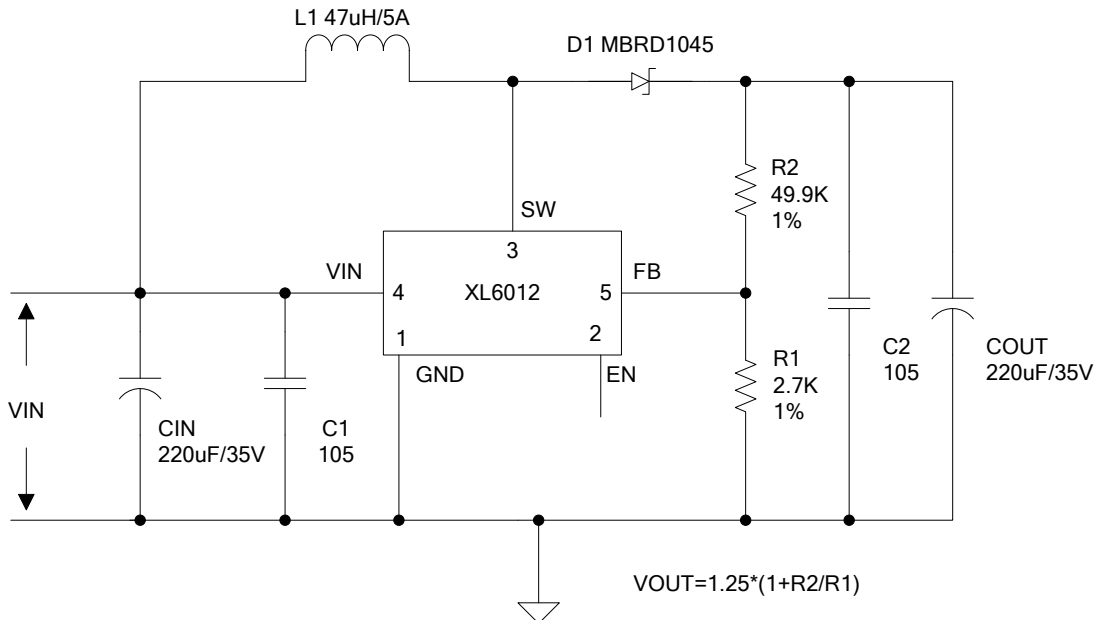 L1 47uH/5A
D1 MBRD1045
R2
49.9K
1%
SW
3
VIN
FB
4
XL6012
5
1
2
GND
EN
R1
2.7K
1%
C2
105
COUT
220uF/35V
VIN
CIN
220uF/35V
C1
105
VOUT=1.25*(1+R2/R1)